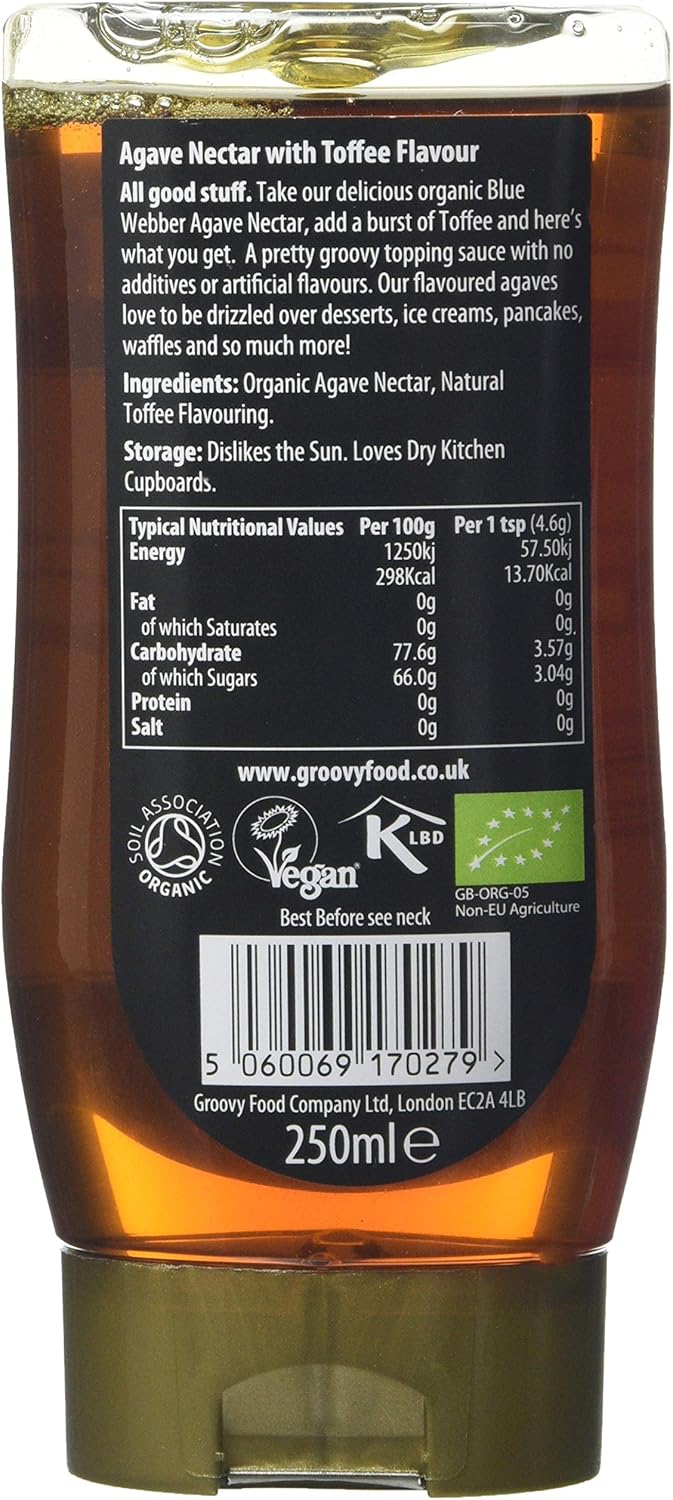 Agave Nectar with Toffee Flavour
All good stuff. Take our delicious organic Blue
Webber Agave Nectar, add a burst of Toffee and here's
what you get. A pretty groovy topping sauce with no
additives or artificial flavours. Our flavoured agaves
love to be drizzled over desserts, ice creams, pancakes,
waffles and so much more!
Ingredients: Organic Agave Nectar, Natural
Toffee Flavouring.
Storage: Dislikes the Sun. Loves Dry Kitchen
Cupboards.
Typical Nutritional Values Per 100g Per 1 tsp (4.6g)
Energy 1250kj 57.50kj
298Kcal 13.70Kcal
Fat 0g 0g
of which Saturates 0g 0g.
Carbohydrate 77.6g 3.57g
of which Sugars 66.0g 3.04g
Protein 0g 0g
Salt 0g 0g
www.groovyfood.co.uk
SOIL ASSOCIATION
ORGANIC
Vegan
K LBD
GB-ORG-05
Non-EU Agriculture
Best Before see neck
5 060069 170279 >
Groovy Food Company Ltd, London EC2A 4LB
250ml e